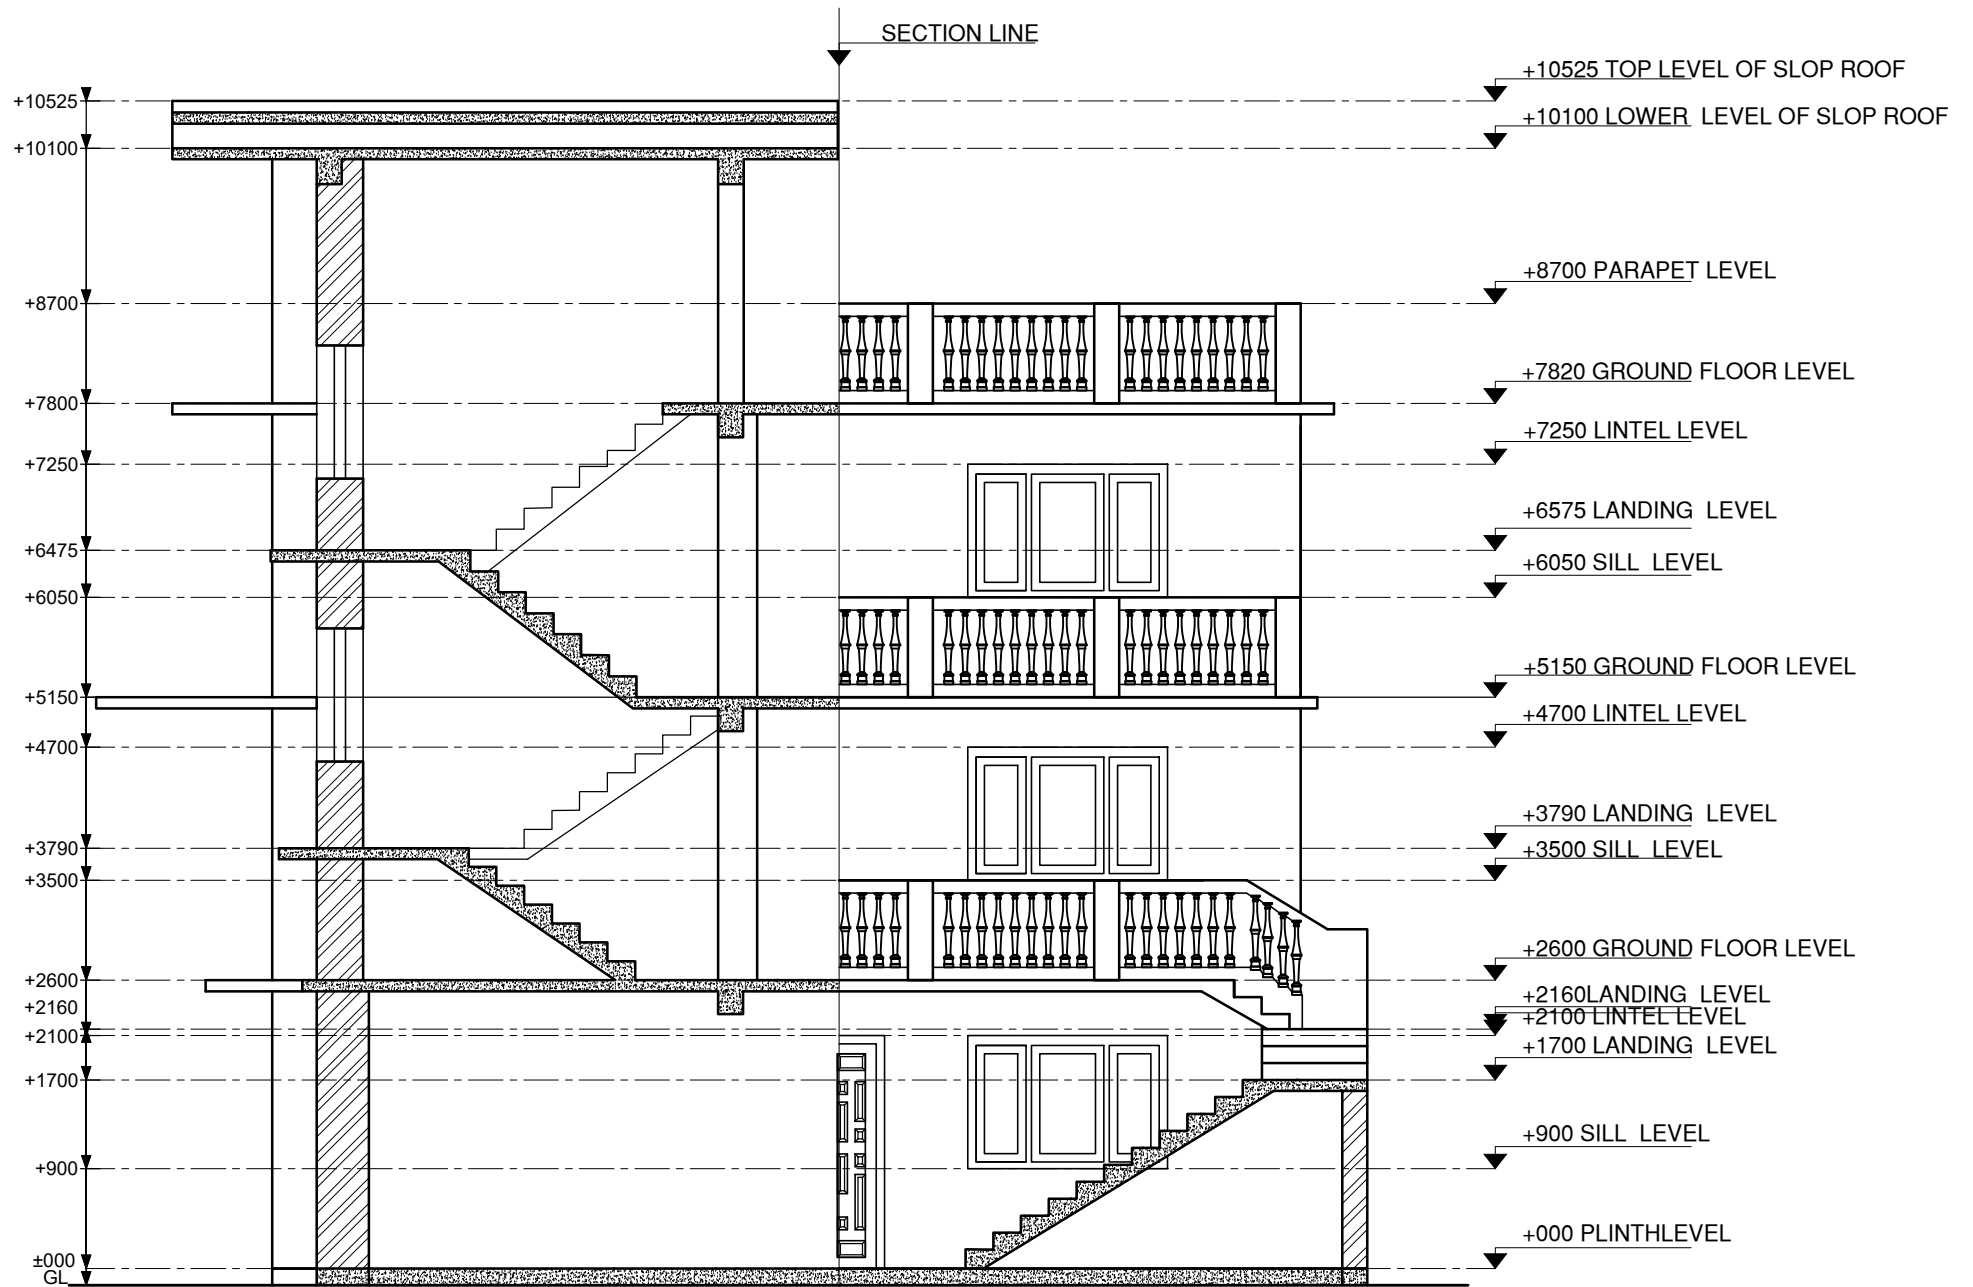 SECTION LINE
+10525
+10525 TOP LEVEL OF SLOP ROOF
+10100
+10100 LOWER LEVEL OF SLOP ROOF
+8700
+8700 PARAPET LEVEL
+7800
+7820 GROUND FLOOR LEVEL
+7250
+7250 LINTEL LEVEL
+6475
+6575 LANDING LEVEL
+6050
+6050 SILL LEVEL
+5150
+5150 GROUND FLOOR LEVEL
+4700
+4700 LINTEL LEVEL
+3790
+3790 LANDING LEVEL
+3500
+3500 SILL LEVEL
+2600
+2600 GROUND FLOOR LEVEL
+2160
+2160LANDING LEVEL
+2100
+2100 LINTEL LEVEL
+1700
+1700 LANDING LEVEL
+900
+900 SILL LEVEL
±000
+000 PLINTHLEVEL
GL